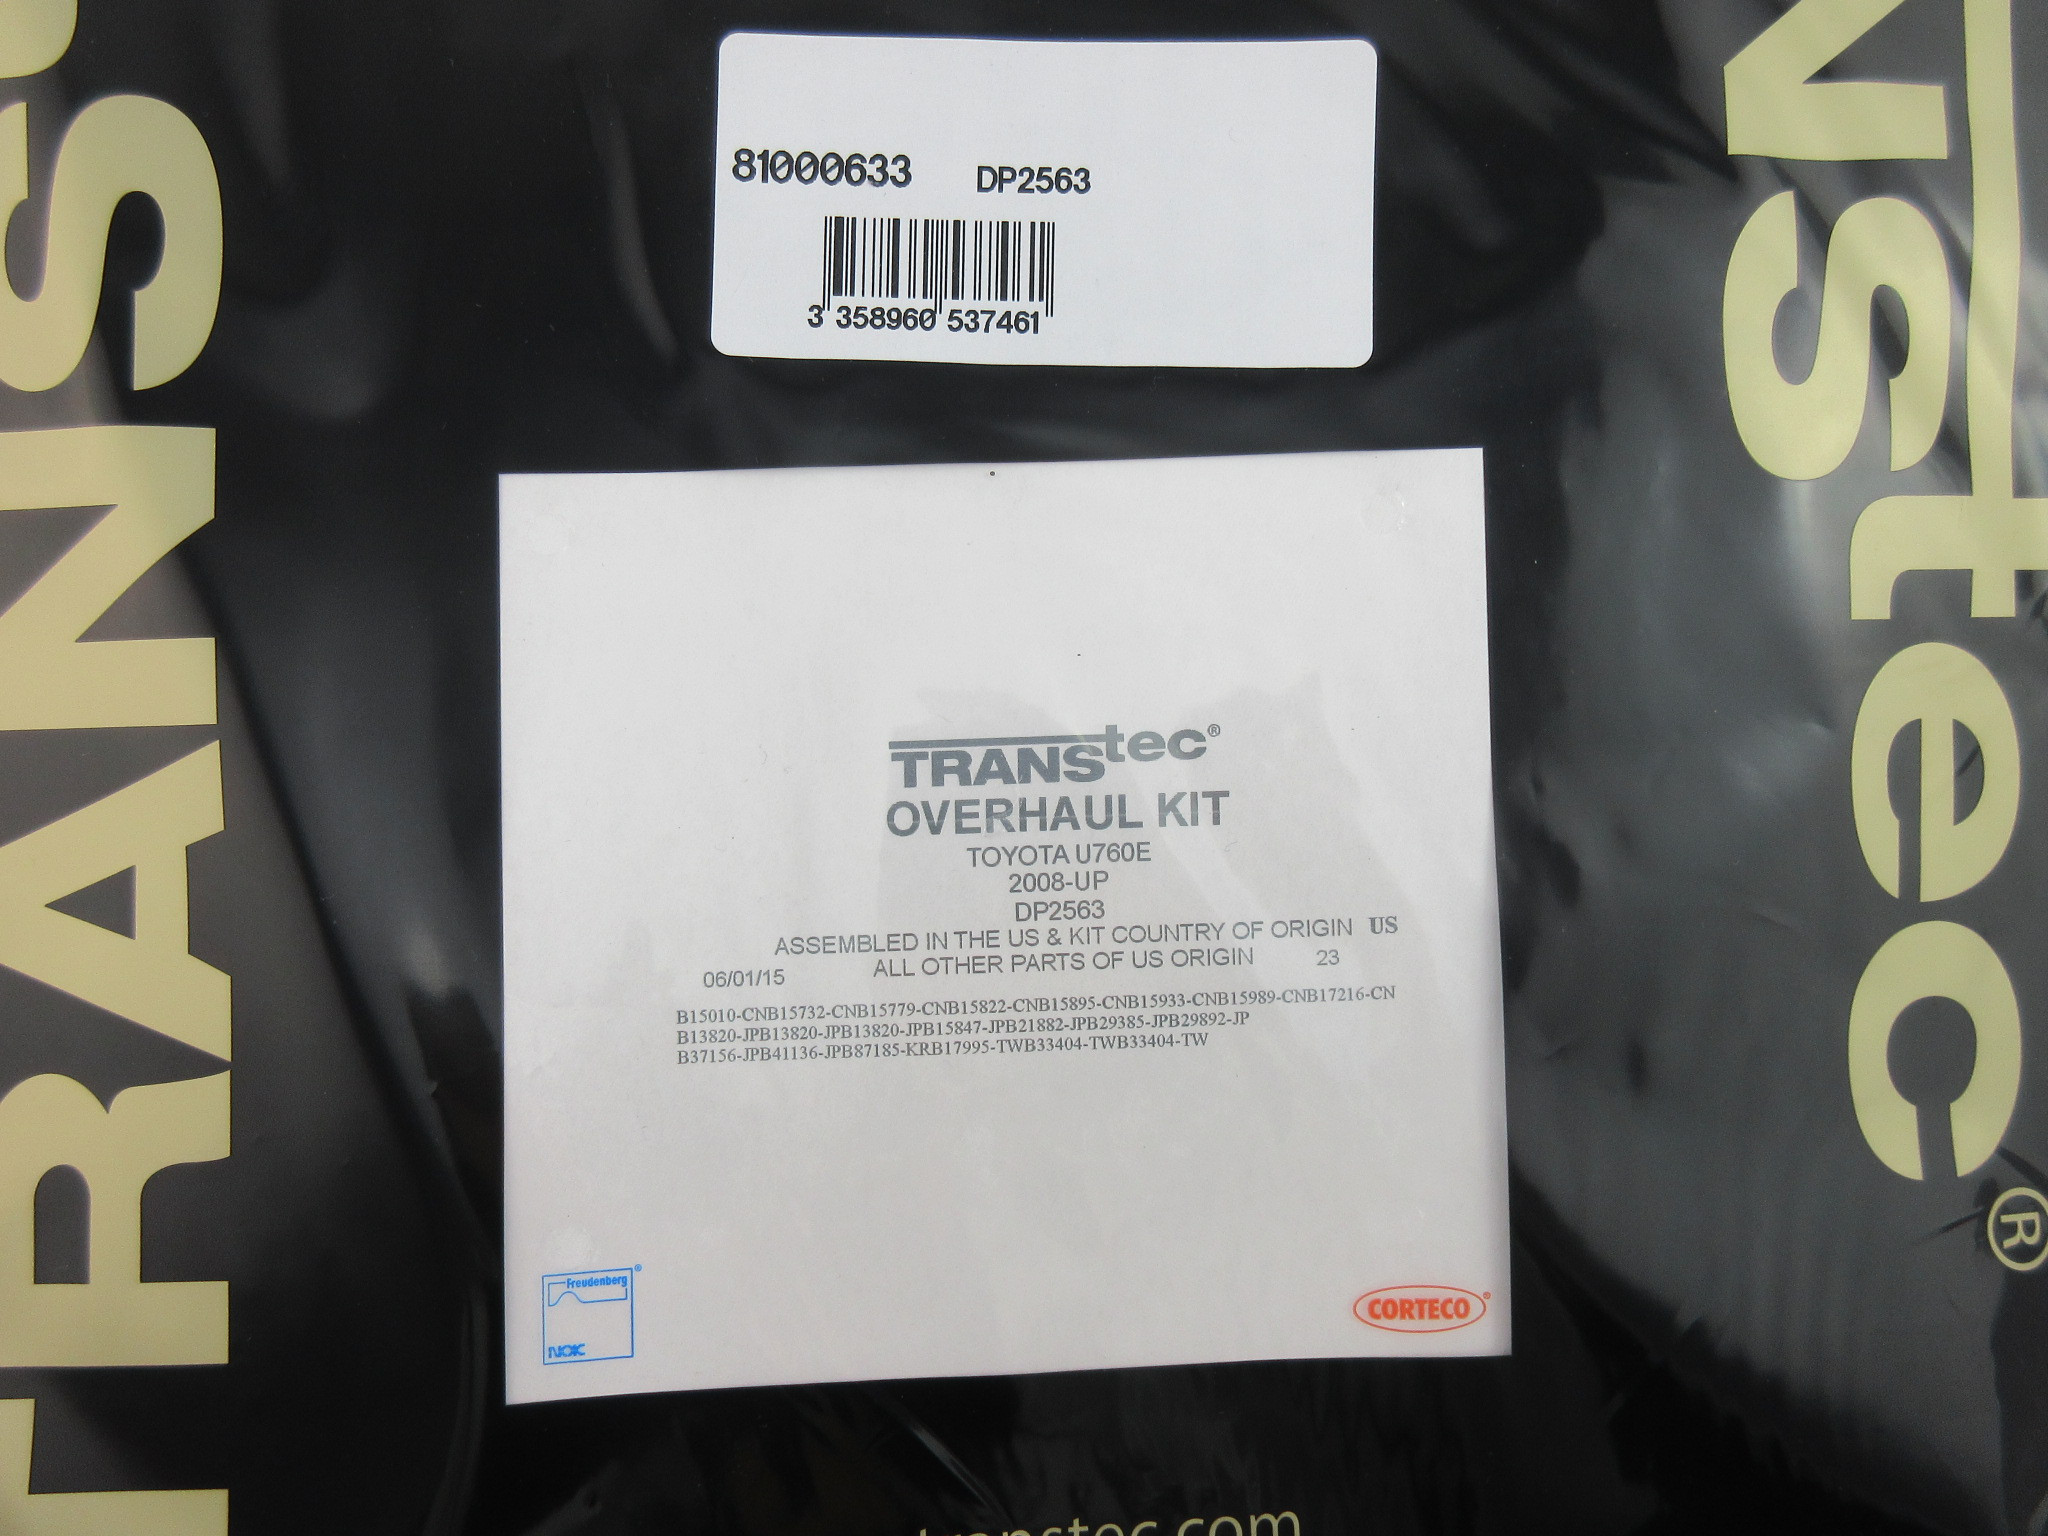 81000633 DP2563
3 358960 537461
TRANStec®
OVERHAUL KIT
TOYOTA U760E
2008-UP
DP2563
ASSEMBLED IN THE US & KIT COUNTRY OF ORIGIN US
06/01/15 ALL OTHER PARTS OF US ORIGIN 23
B15010-CNB15732-CNB15779-CNB15822-CNB15895-CNB15933-CNB15989-CNB17216-CN
B13820-JPB13820-JPB13820-JPB15847-JPB21882-JPB29385-JPB29892-JP
B37156-JPB41136-JPB87185-KRB17995-TWB33404-TWB33404-TW
Freudenberg®
NOK
CORTECO®
TRANS
NStec®
transtec.com